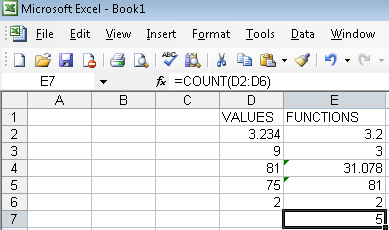 Microsoft Excel - Book1
File Edit View Insert Format Tools Data Window
ABC
E7 fx =COUNT(D2:D6)
A B C D E
1 VALUES FUNCTIONS
2 3.234 3.2
3 9 3
4 81 31.078
5 75 81
6 2 2
7 5